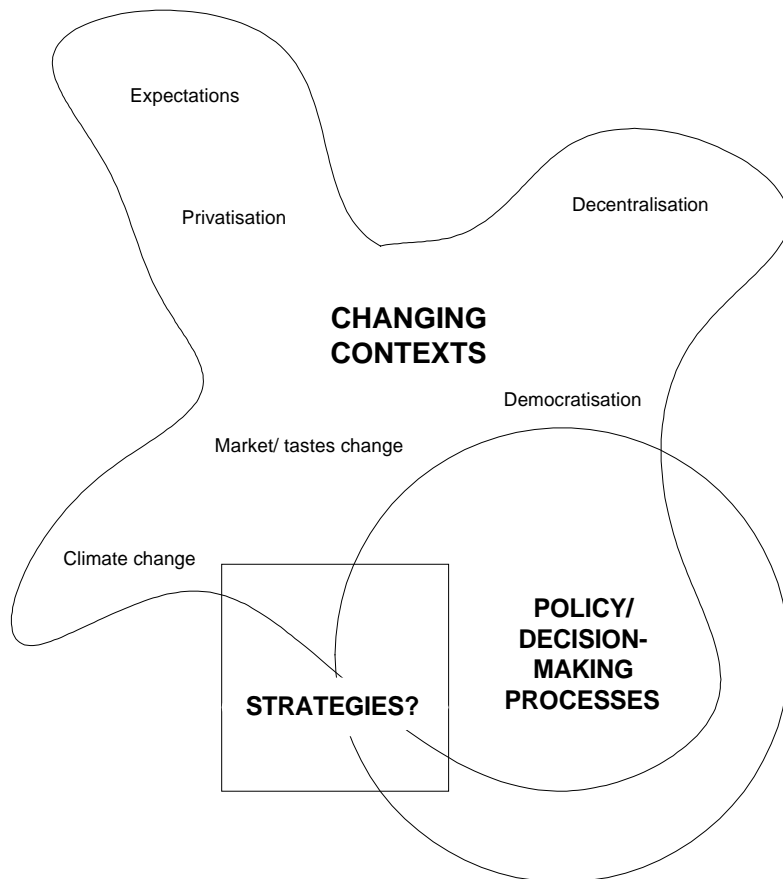 Expectations
Privatisation
Decentralisation
CHANGING
CONTEXTS
Democratisation
Market/ tastes change
Climate change
POLICY/
DECISION-
MAKING
PROCESSES
STRATEGIES?